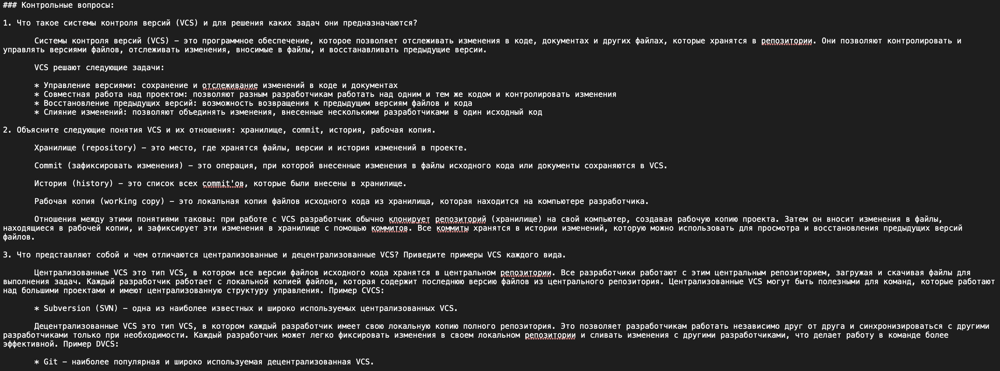 ### Контрольные вопросы:
1. Что такое системы контроля версий (VCS) и для решения каких задач они предназначаются?
Системы контроля версий (VCS) – это программное обеспечение, которое позволяет отслеживать изменения в коде, документах и других файлах, которые хранятся в репозитории. Они позволяют контролировать и
управлять версиями файлов, отслеживать изменения, вносимые в файлы, и восстанавливать предыдущие версии.
VCS решают следующие задачи:
* Управление версиями: сохранение и отслеживание изменений в коде и документах
* Совместная работа над проектом: позволяют разным разработчикам работать над одним и тем же кодом и контролировать изменения
* Восстановление предыдущих версий: возможность возвращения к предыдущим версиям файлов и кода
* Слияние изменений: позволяют объединять изменения, внесенные несколькими разработчиками в один исходный код
2. Объясните следующие понятия VCS и их отношения: хранилище, commit, история, рабочая копия.
Хранилище (repository) – это место, где хранятся файлы, версии и история изменений в проекте.
Commit (зафиксировать изменения) – это операция, при которой внесенные изменения в файлы исходного кода или документы сохраняются в VCS.
История (history) – это список всех commit'ов, которые были внесены в хранилище.
Рабочая копия (working copy) – это локальная копия файлов исходного кода из хранилища, которая находится на компьютере разработчика.
Отношения между этими понятиями таковы: при работе с VCS разработчик обычно клонирует репозиторий (хранилище) на свой компьютер, создавая рабочую копию проекта. Затем он вносит изменения в файлы,
находящиеся в рабочей копии, и зафиксирует эти изменения в хранилище с помощью коммитов. Все коммиты хранятся в истории изменений, которую можно использовать для просмотра и восстановления предыдущих версий
файлов.
3. Что представляют собой и чем отличаются централизованные и децентрализованные VCS? Приведите примеры VCS каждого вида.
Централизованные VCS это тип VCS, в котором все версии файлов исходного кода хранятся в центральном репозитории. Все разработчики работают с этим центральным репозиторием, загружая и скачивая файлы для
выполнения задач. Каждый разработчик работает с локальной копией файлов, которая содержит последнюю версию файлов из центрального репозитория. Централизованные VCS могут быть полезными для команд, которые работают
над большими проектами и имеют централизованную структуру управления. Пример CVCS:
* Subversion (SVN) – одна из наиболее известных и широко используемых централизованных VCS.
Децентрализованные VCS это тип VCS, в котором каждый разработчик имеет свою локальную копию полного репозитория. Это позволяет разработчикам работать независимо друг от друга и синхронизироваться с другими
разработчиками только при необходимости. Каждый разработчик может легко фиксировать изменения в своем локальном репозитории и сливать изменения с другими разработчиками, что делает работу в команде более
эффективной. Пример DVCS:
* Git – наиболее популярная и широко используемая децентрализованная VCS.